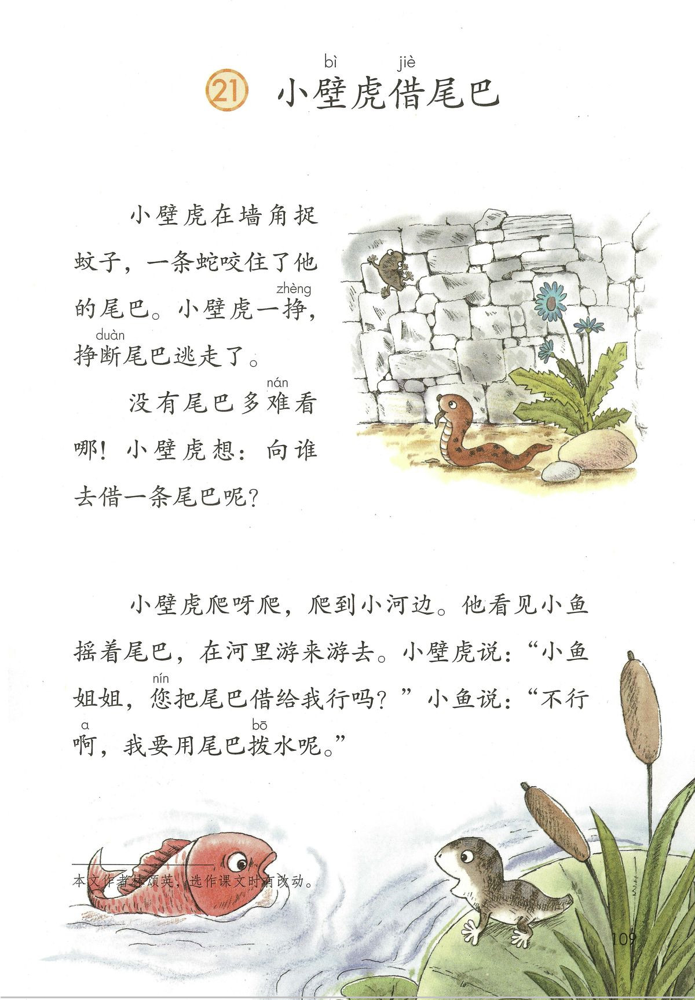 bì jiè
21 小壁虎借尾巴
小壁虎在墙角捉
蚊子，一条蛇咬住了他
zhèng
的尾巴。小壁虎一挣，
duàn
挣断尾巴逃走了。
nán
没有尾巴多难看
哪！小壁虎想：向谁
去借一条尾巴呢？
小壁虎爬呀爬，爬到小河边。他看见小鱼
摇着尾巴，在河里游来游去。小壁虎说：“小鱼
nín
姐姐，您把尾巴借给我行吗？”小鱼说：“不行
ɑ bō
啊，我要用尾巴拨水呢。”
本文作者林颂英，选作课文时有改动。
109